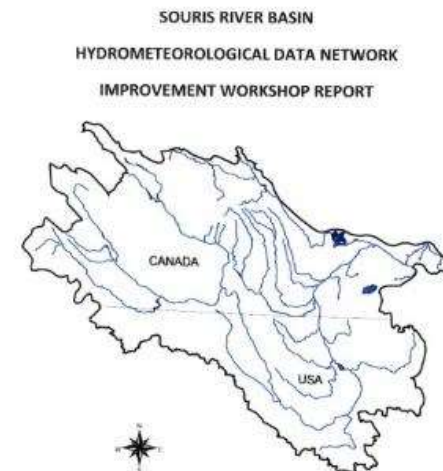 SOURIS RIVER BASIN
HYDROMETEOROLOGICAL DATA NETWORK
IMPROVEMENT WORKSHOP REPORT
CANADA
USA